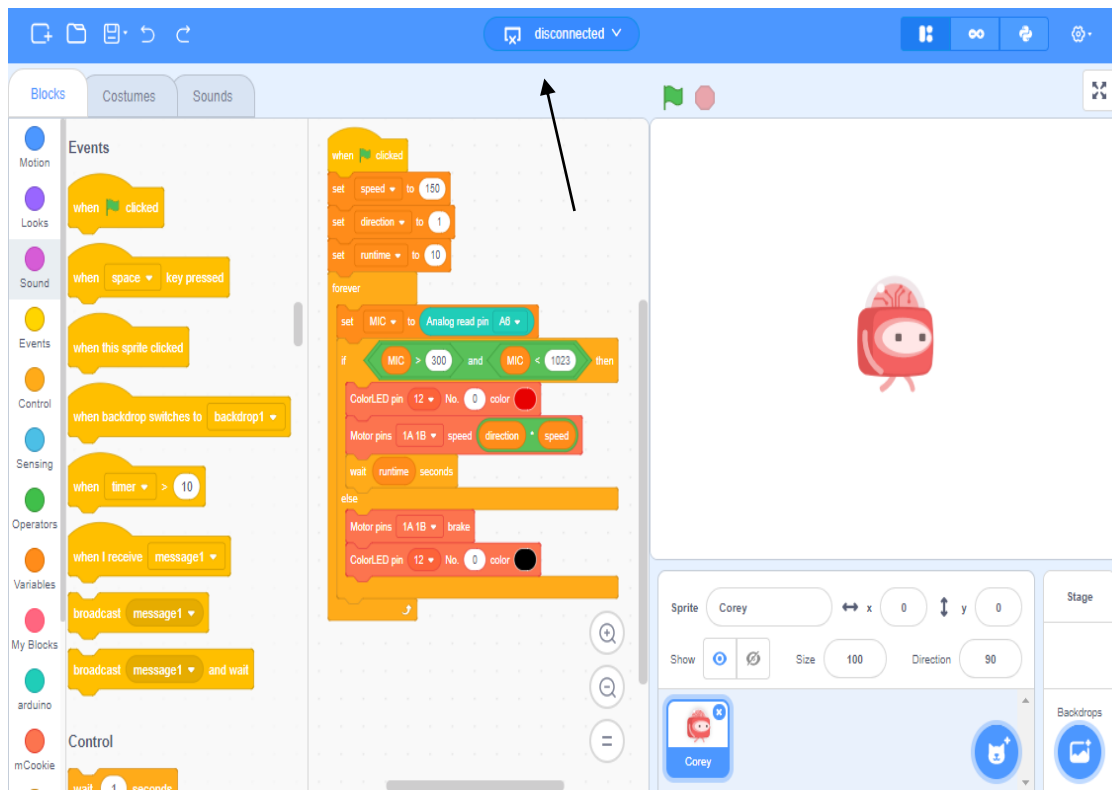 disconnected
Blocks
Costumes
Sounds
Motion
Looks
Sound
Events
Control
Sensing
Operators
Variables
My Blocks
arduino
mCookie
Events
when clicked
when space key pressed
when this sprite clicked
when backdrop switches to backdrop1
when timer > 10
when I receive message1
broadcast message1
broadcast message1 and wait
Control
wait 1 seconds
when clicked
set speed to 150
set direction to 1
set runtime to 10
forever
set MIC to Analog read pin A6
if MIC > 300 and MIC < 1023 then
ColorLED pin 12 No. 0 color
Motor pins 1A 1B speed direction * speed
wait runtime seconds
else
Motor pins 1A 1B brake
ColorLED pin 12 No. 0 color
Sprite Corey x 0 y 0
Show Size 100 Direction 90
Corey
Stage
Backdrops